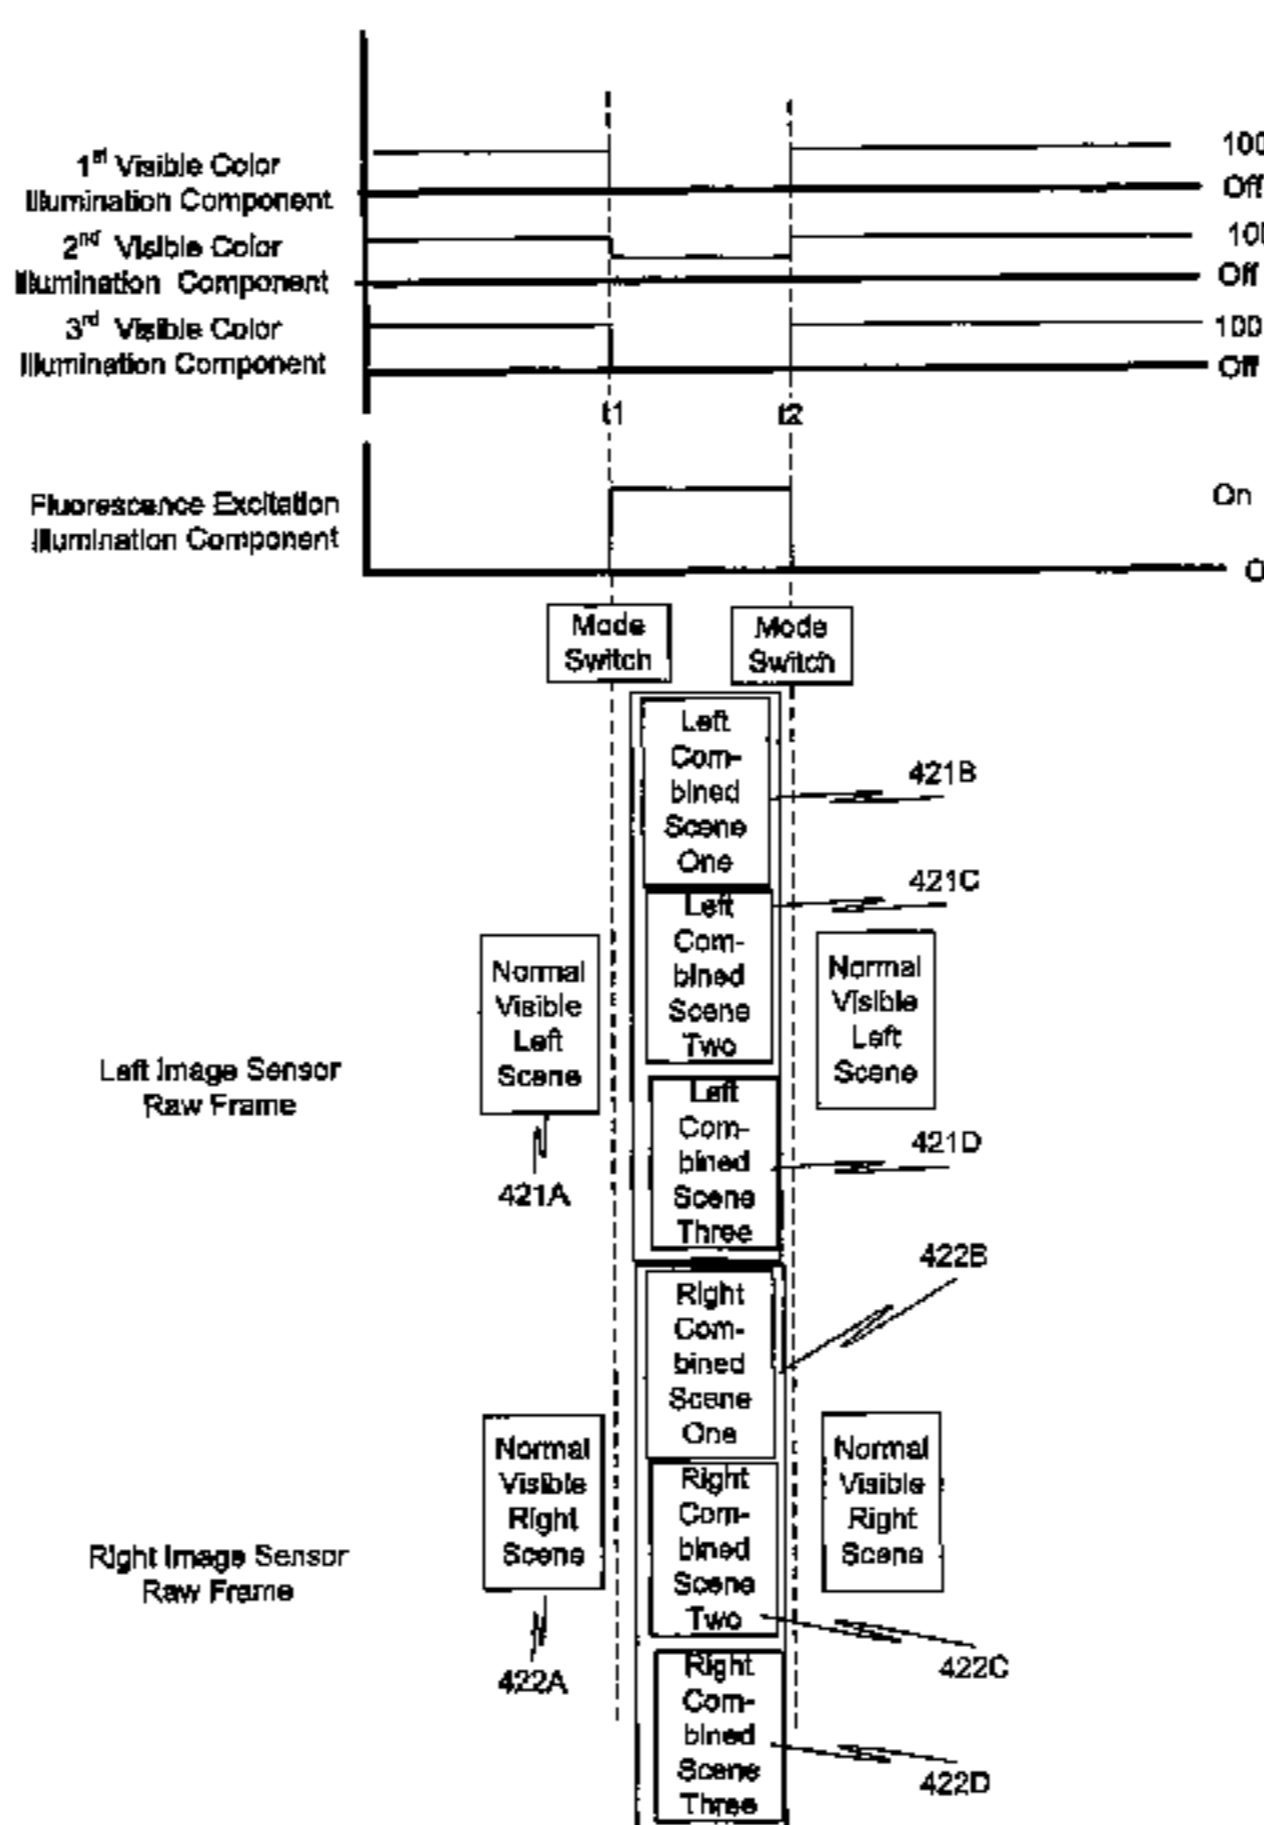 1st Visible Color
Illumination Component
100
Off
2nd Visible Color
Illumination Component
Off
3rd Visible Color
Illumination Component
100
Off
t1
t2
Fluorescence Excitation
Illumination Component
On
Mode
Switch
Mode
Switch
Left
Com-
bined
Scene
One
421B
Left
Com-
bined
Scene
Two
421C
Normal
Visible
Left
Scene
Normal
Visible
Left
Scene
Left Image Sensor
Raw Frame
421A
Left
Com-
bined
Scene
Three
421D
Right
Com-
bined
Scene
One
422B
Normal
Visible
Right
Scene
Right
Com-
bined
Scene
Two
Normal
Visible
Right
Scene
Right Image Sensor
Raw Frame
422A
422C
Right
Com-
bined
Scene
Three
422D